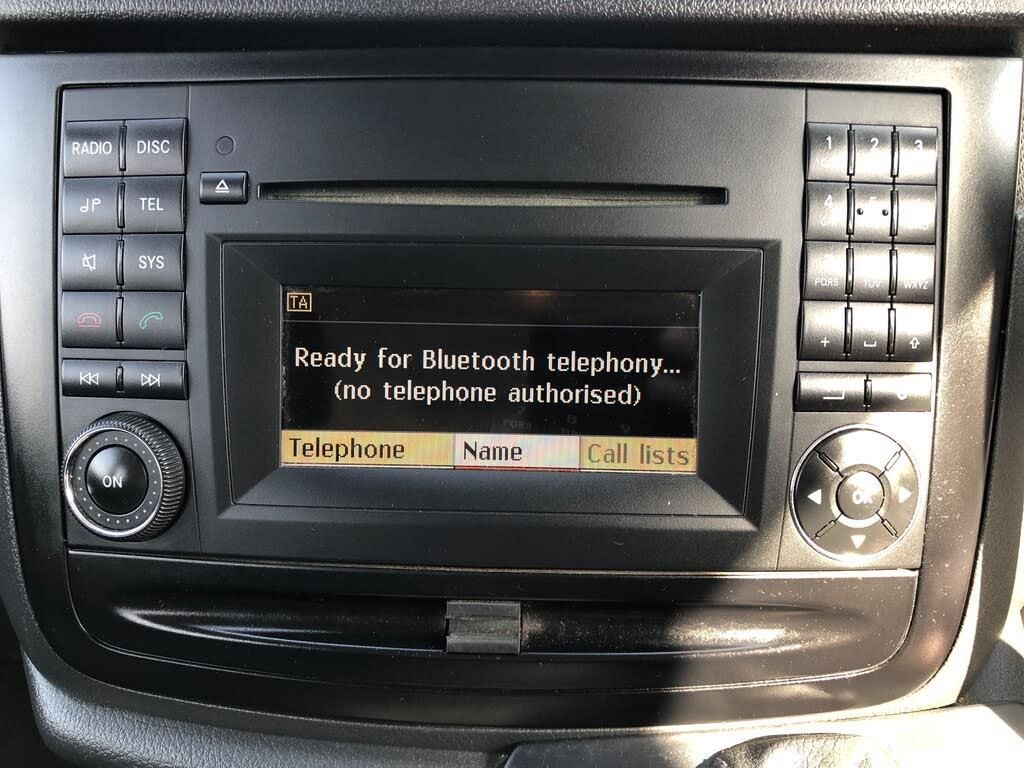 RADIO DISC
TEL
SYS
ON
TA
Ready for Bluetooth telephony...
(no telephone authorised)
Telephone Name Call lists
1 2 3
4 5
PQRS TUV WXYZ
+
OK